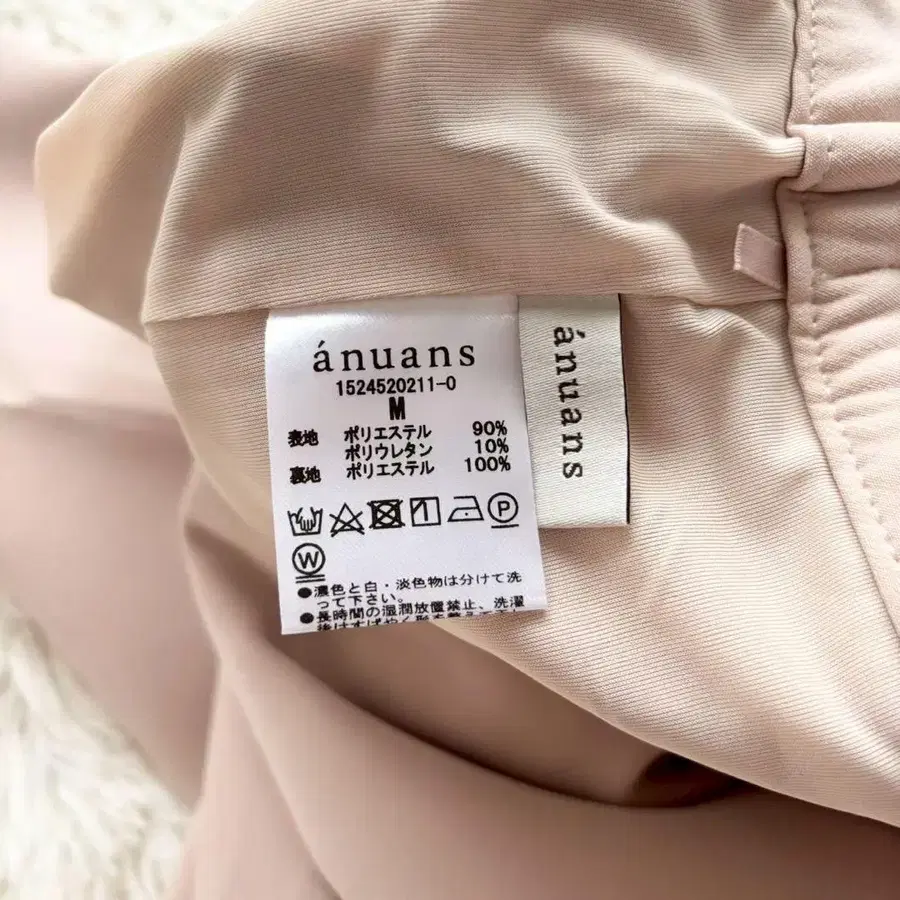 ánuans
1524520211-0
M
表地 ポリエステル 90%
ポリウレタン 10%
裏地 ポリエステル 100%
P
W
●濃色と白・淡色物は分けて洗
って下さい。
●長時間の湿潤放置禁止、洗濯
ánuans